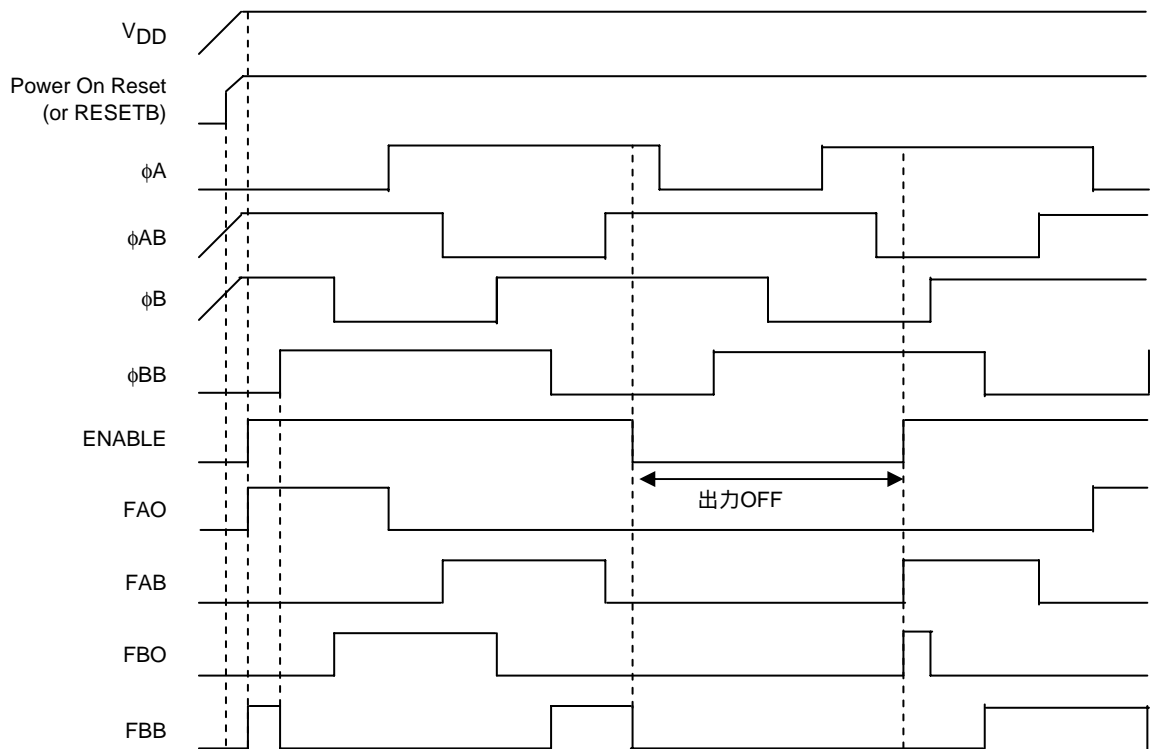 VDD
Power On Reset
(or RESETB)
ϕA
ϕAB
ϕB
ϕBB
ENABLE
出力OFF
FAO
FAB
FBO
FBB